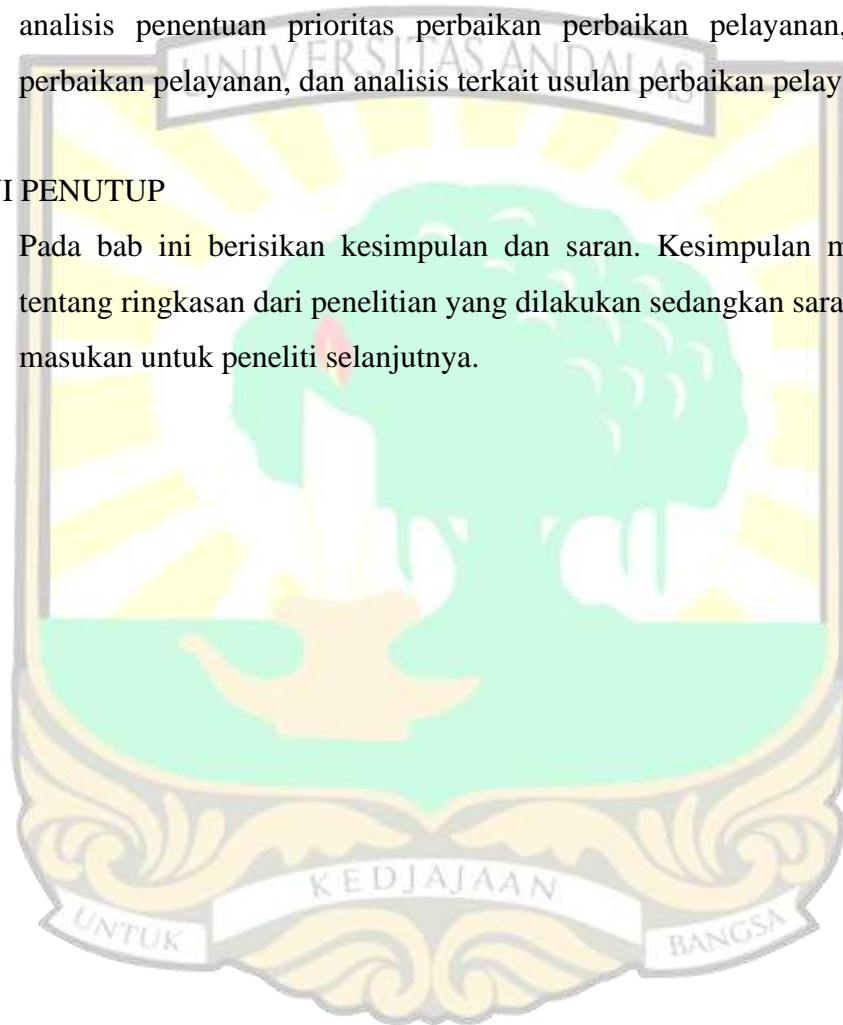 analisis penentuan prioritas perbaikan perbaikan pelayanan,
perbaikan pelayanan, dan analisis terkait usulan perbaikan pelay
UNIVERSITAS ANDALAS
I PENUTUP
Pada bab ini berisikan kesimpulan dan saran. Kesimpulan m
tentang ringkasan dari penelitian yang dilakukan sedangkan sara
masukan untuk peneliti selanjutnya.
UNTUK KEDJAJAAN BANGSA